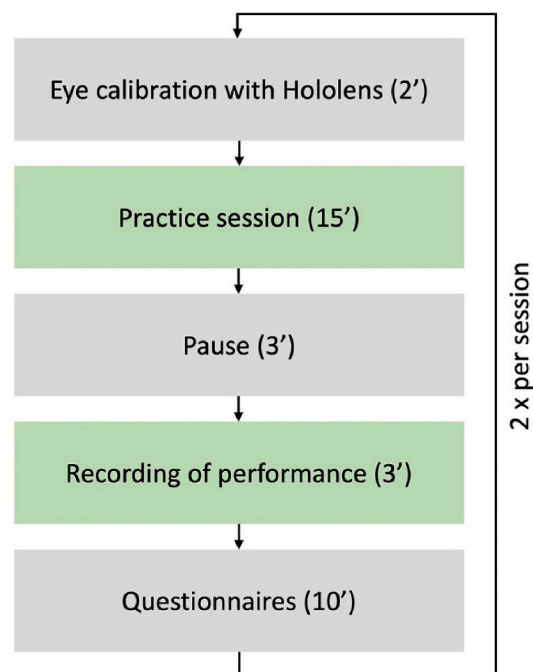 Eye calibration with Hololens (2’)
Practice session (15’)
Pause (3’)
Recording of performance (3’)
Questionnaires (10’)
2 x per session